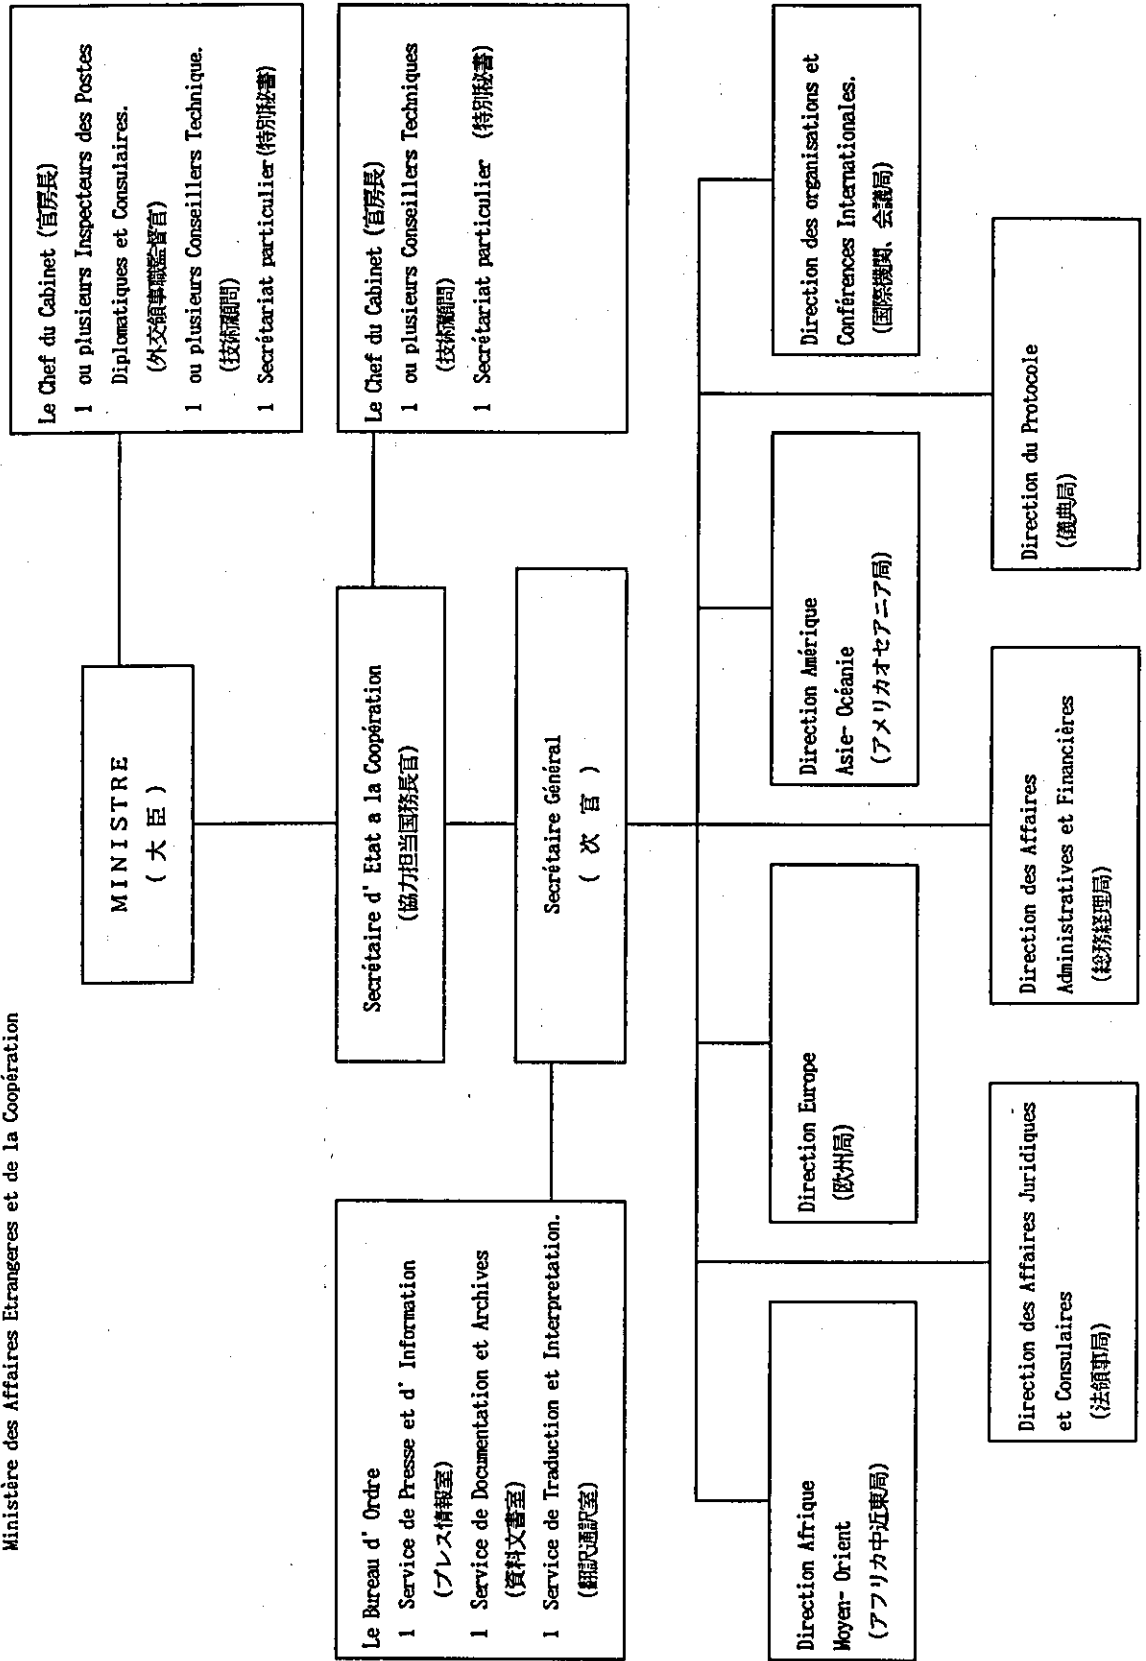 Ministère des Affaires Etrangeres et de la Coopération
MINISTRE
(大臣)
Le Chef du Cabinet (官房長)
1 ou plusieurs Inspecteurs des Postes
Diplomatiques et Consulaires.
(外交領事職監督官)
1 ou plusieurs Conseillers Technique.
(技術顧問)
1 Secrétariat particulier(特別秘書)
Secrétaire d' Etat a la Coopération
(協力担当国務長官)
Le Chef du Cabinet (官房長)
1 ou plusieurs Conseillers Techniques
(技術顧問)
1 Secrétariat particulier (特別秘書)
Secrétaire Général
(次官)
Le Bureau d' Ordre
1 Service de Presse et d' Information
(プレス情報室)
1 Service de Documentation et Archives
(資料文書室)
1 Service de Traduction et Interpretation.
(翻訳通訳室)
Direction Afrique
Moyen- Orient
(アフリカ中近東局)
Direction Europe
(欧州局)
Direction Amérique
Asie- Océanie
(アメリカオセアニア局)
Direction des organisations et
Conférences Internationales.
(国際機関、会議局)
Direction des Affaires Juridiques
et Consulaires
(法領事局)
Direction des Affaires
Administratives et Financières
(総務経理局)
Direction du Protocole
(儀典局)